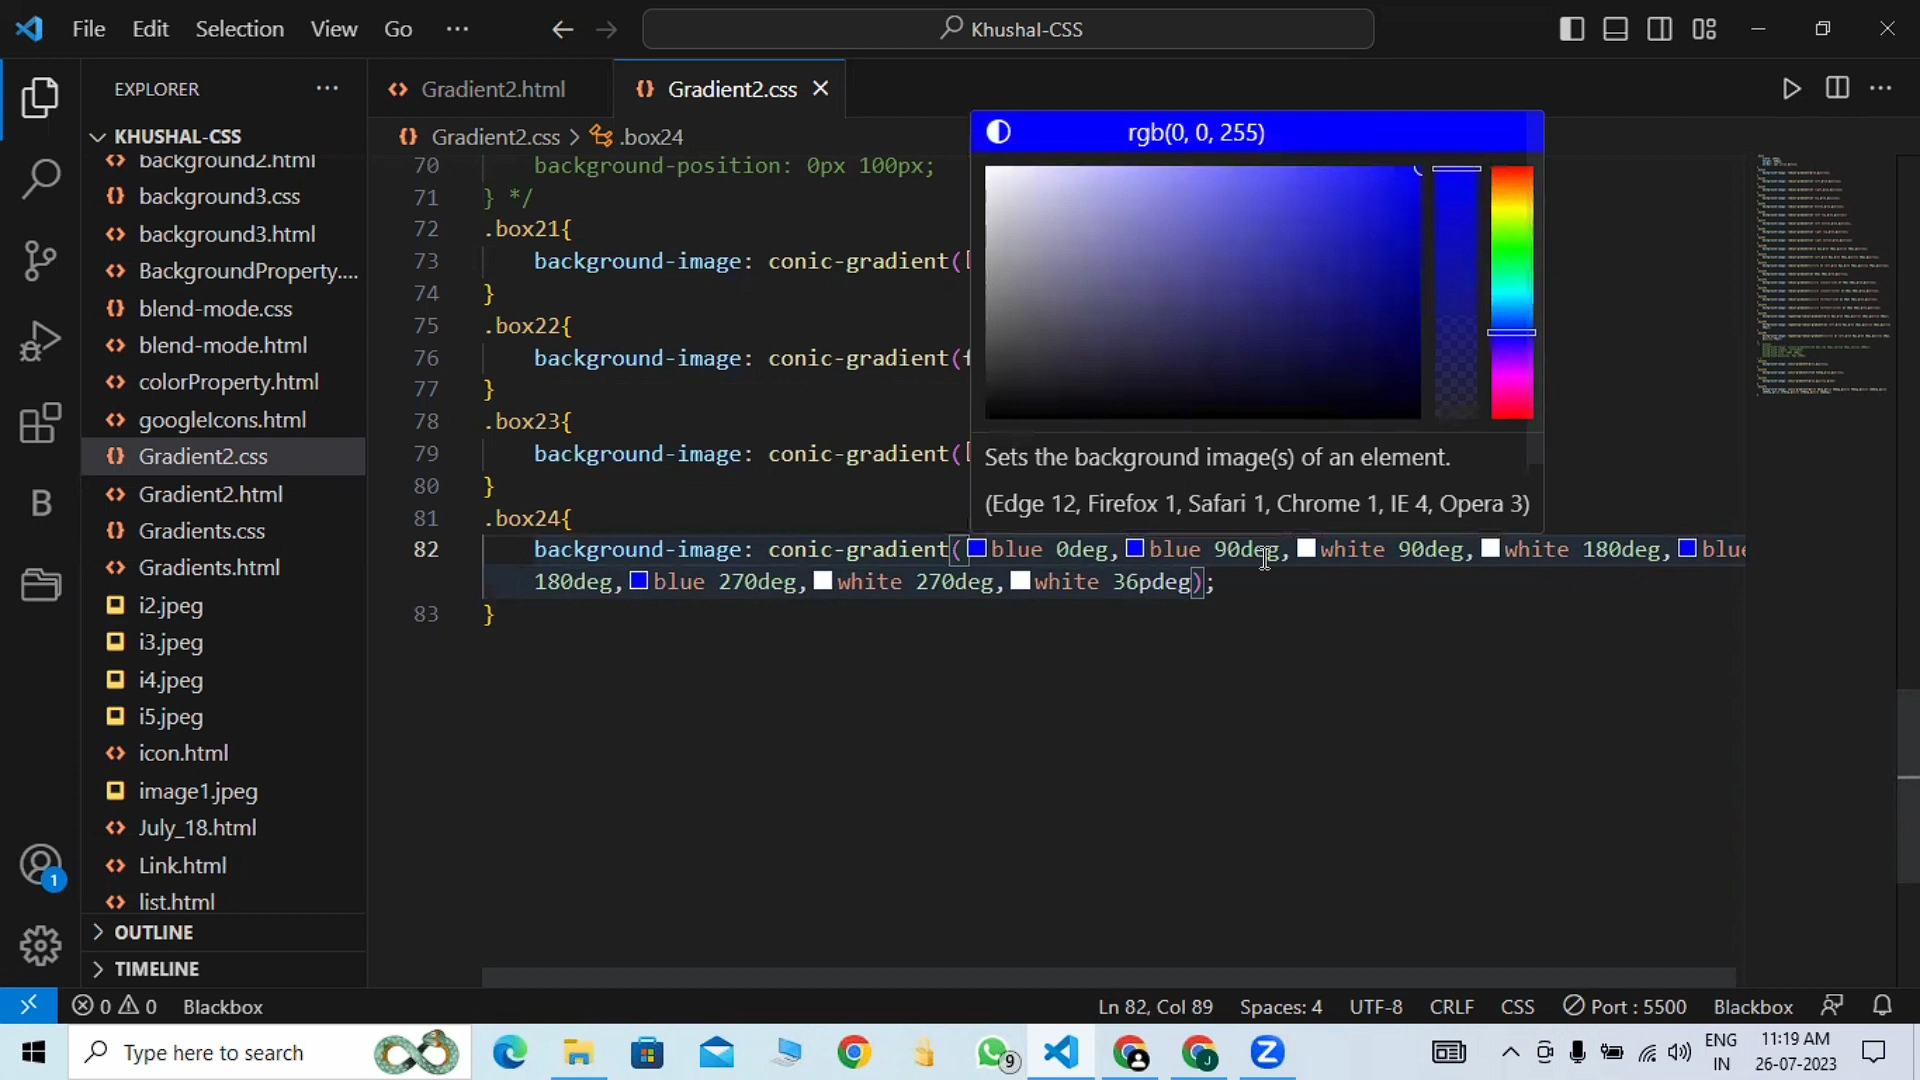 File Edit Selection View Go ···
Khushal-CSS
EXPLORER
Gradient2.html
Gradient2.css
KHUSHAL-CSS
background2.html
background3.css
background3.html
BackgroundProperty....
blend-mode.css
blend-mode.html
colorProperty.html
googleIcons.html
Gradient2.css
Gradient2.html
Gradients.css
Gradients.html
i2.jpeg
i3.jpeg
i4.jpeg
i5.jpeg
icon.html
image1.jpeg
July_18.html
Link.html
list.html
OUTLINE
TIMELINE
B
1
Gradient2.css > .box24
70 background-position: 0px 100px;
71 } */
72 .box21{
73 background-image: conic-gradient(
74 }
75 .box22{
76 background-image: conic-gradient(
77 }
78 .box23{
79 background-image: conic-gradient(
80 }
81 .box24{
82 background-image: conic-gradient(blue 0deg,blue 90deg,white 90deg,white 180deg,blue
180deg,blue 270deg,white 270deg,white 36pdeg);
83 }
rgb(0, 0, 255)
Sets the background image(s) of an element.
(Edge 12, Firefox 1, Safari 1, Chrome 1, IE 4, Opera 3)
0 0 Blackbox
Ln 82, Col 89 Spaces: 4 UTF-8 CRLF CSS Port : 5500 Blackbox
Type here to search
9
ENG
IN
11:19 AM
26-07-2023